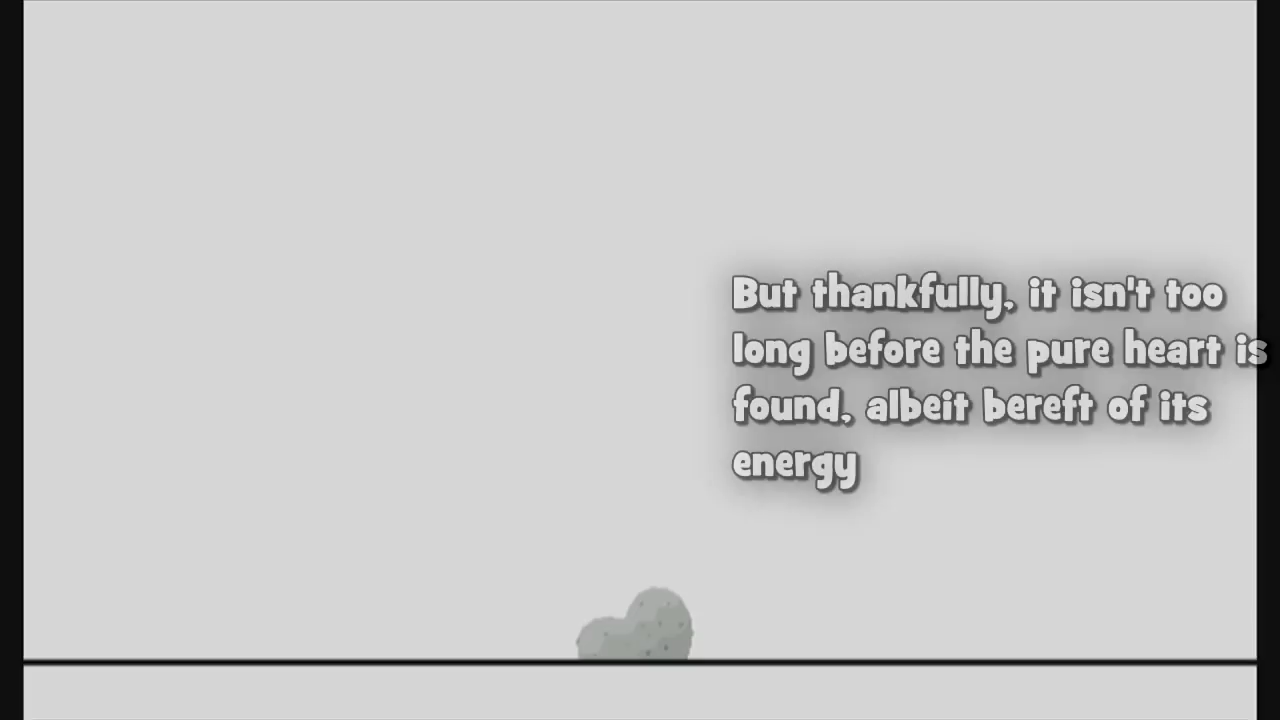 But thankfully, it isn't too
long before the pure heart is
found, albeit bereft of its
energy